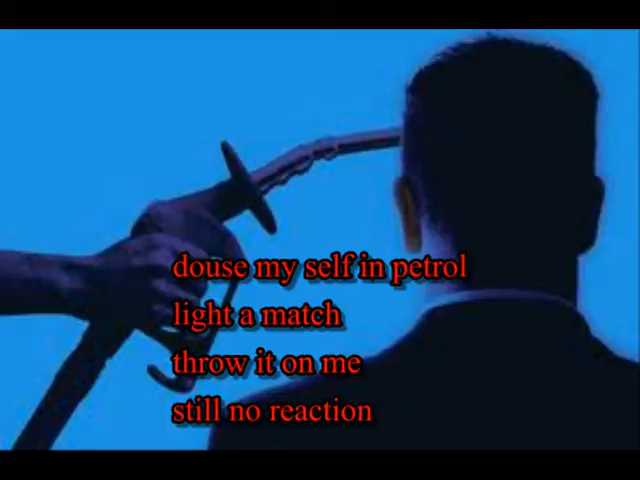 douse my self in petrol
light a match
throw it on me
still no reaction